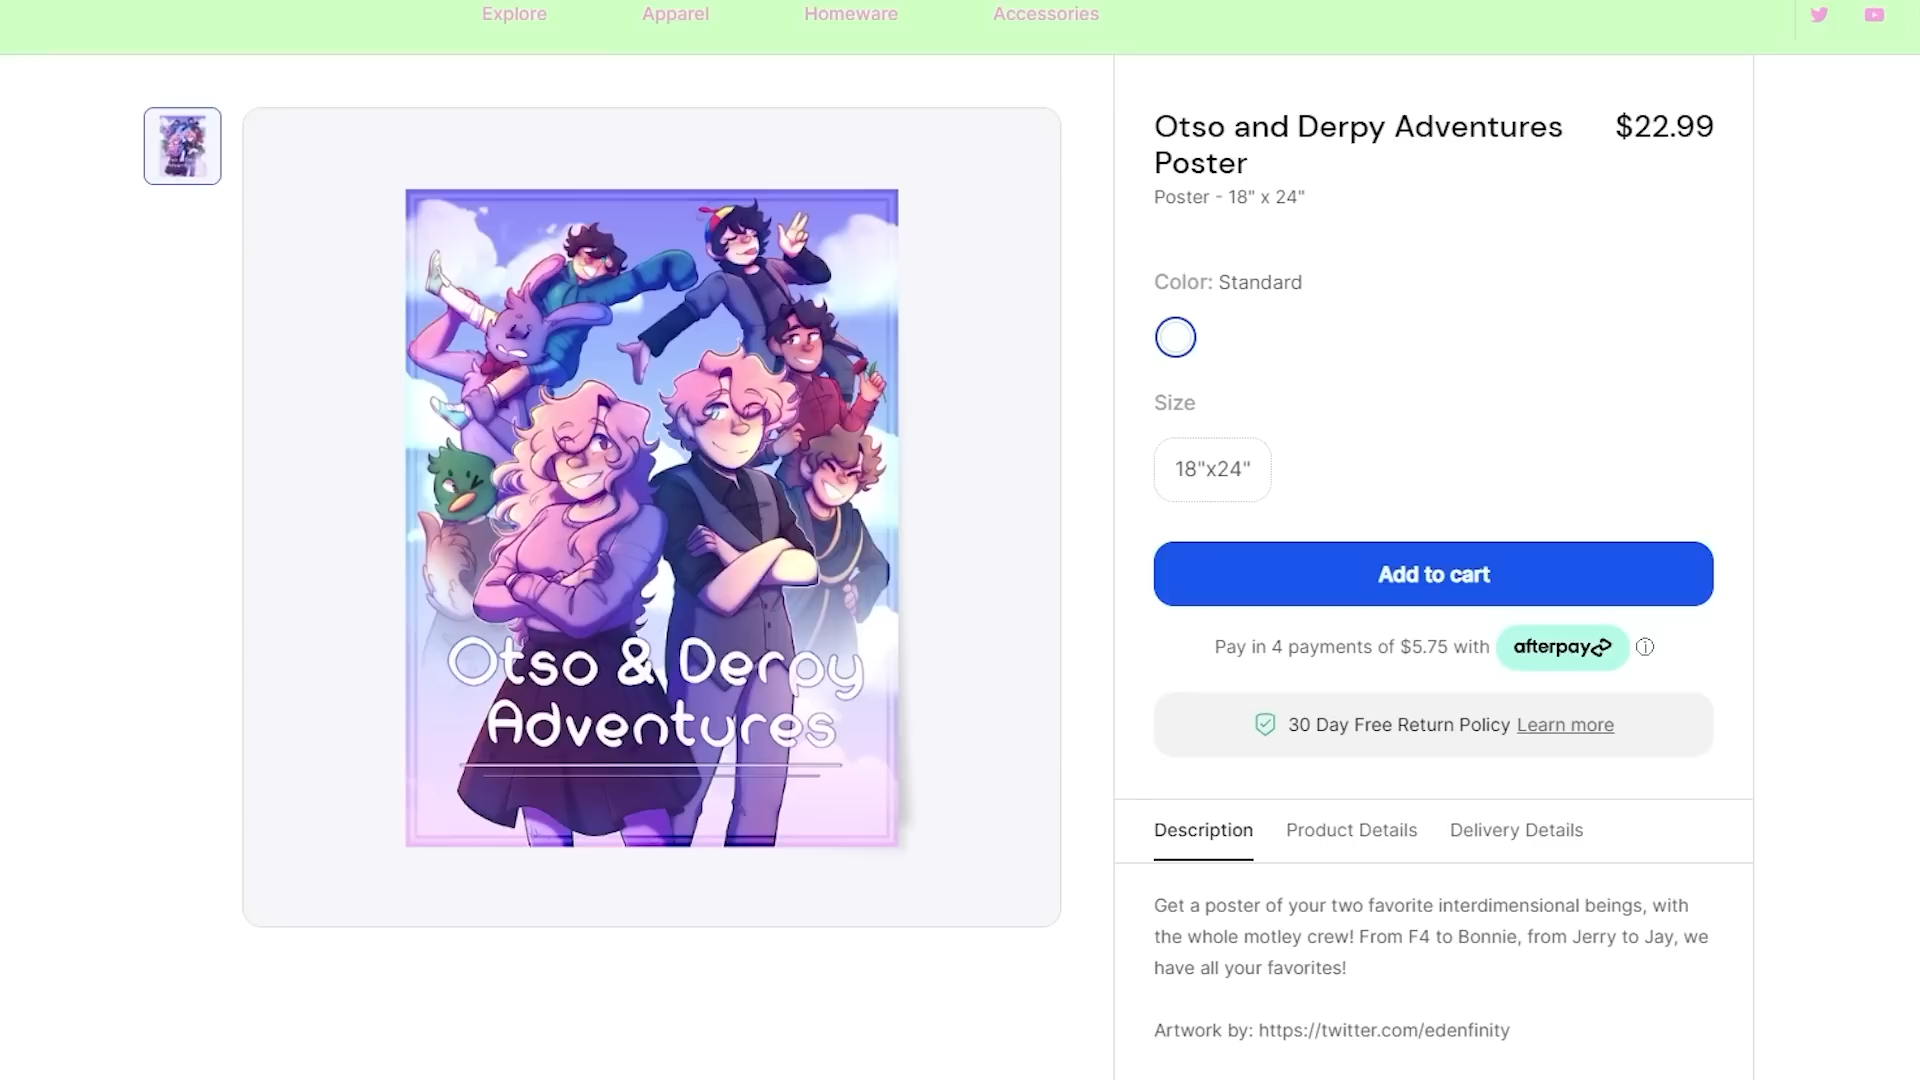 Explore Apparel Homeware Accessories
Otso and Derpy Adventures
Poster
$22.99
Poster - 18" x 24"
Color: Standard
Size
18"x24"
Add to cart
Pay in 4 payments of $5.75 with afterpay
30 Day Free Return Policy Learn more
Description Product Details Delivery Details
Get a poster of your two favorite interdimensional beings, with
the whole motley crew! From F4 to Bonnie, from Jerry to Jay, we
have all your favorites!
Artwork by: https://twitter.com/edenfinity
Otso & Derpy
Adventures